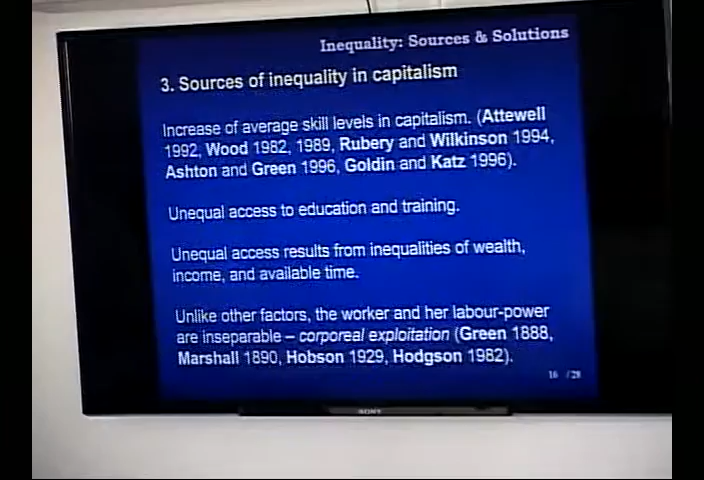 Inequality: Sources & Solutions
3. Sources of inequality in capitalism
Increase of average skill levels in capitalism. (Attewell
1992, Wood 1982, 1989, Rubery and Wilkinson 1994,
Ashton and Green 1996, Goldin and Katz 1996).
Unequal access to education and training.
Unequal access results from inequalities of wealth,
income, and available time.
Unlike other factors, the worker and her labour-power
are inseparable – corporeal exploitation (Green 1888,
Marshall 1890, Hobson 1929, Hodgson 1982).
16 / 28
SONY